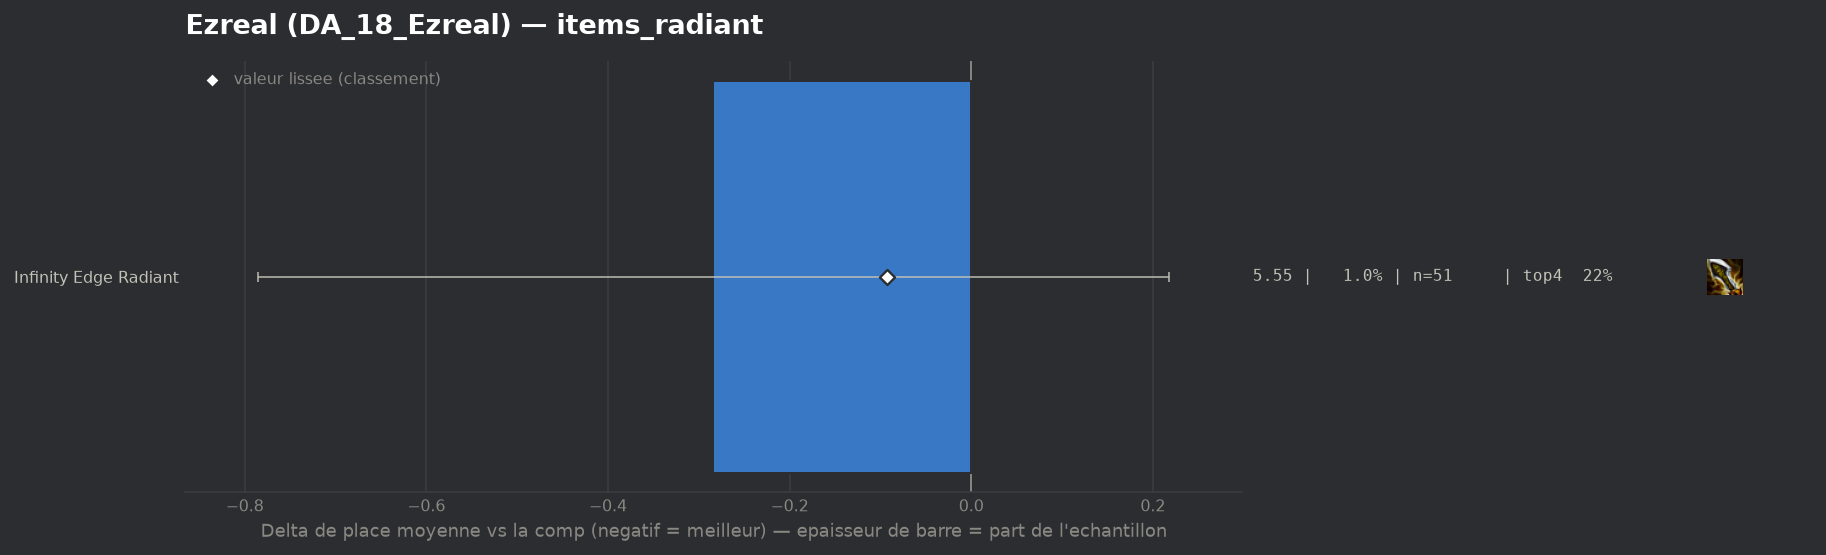 Ezreal (DA_18_Ezreal) — items_radiant
valeur lissee (classement)
Infinity Edge Radiant
5.55 | 1.0% | n=51 | top4 22%
−0.8 −0.6 −0.4 −0.2 0.0 0.2
Delta de place moyenne vs la comp (negatif = meilleur) — epaisseur de barre = part de l'echantillon